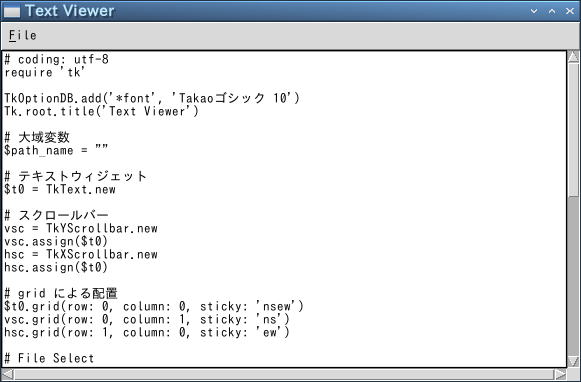 Text Viewer
File
# coding: utf-8
require 'tk'
TkOptionDB.add('*font', 'Takaoゴシック 10')
Tk.root.title('Text Viewer')
# 大域変数
$path_name = ""
# テキストウィジェット
$t0 = TkText.new
# スクロールバー
vsc = TkYScrollbar.new
vsc.assign($t0)
hsc = TkXScrollbar.new
hsc.assign($t0)
# grid による配置
$t0.grid(row: 0, column: 0, sticky: 'nsew')
vsc.grid(row: 0, column: 1, sticky: 'ns')
hsc.grid(row: 1, column: 0, sticky: 'ew')
# File Select